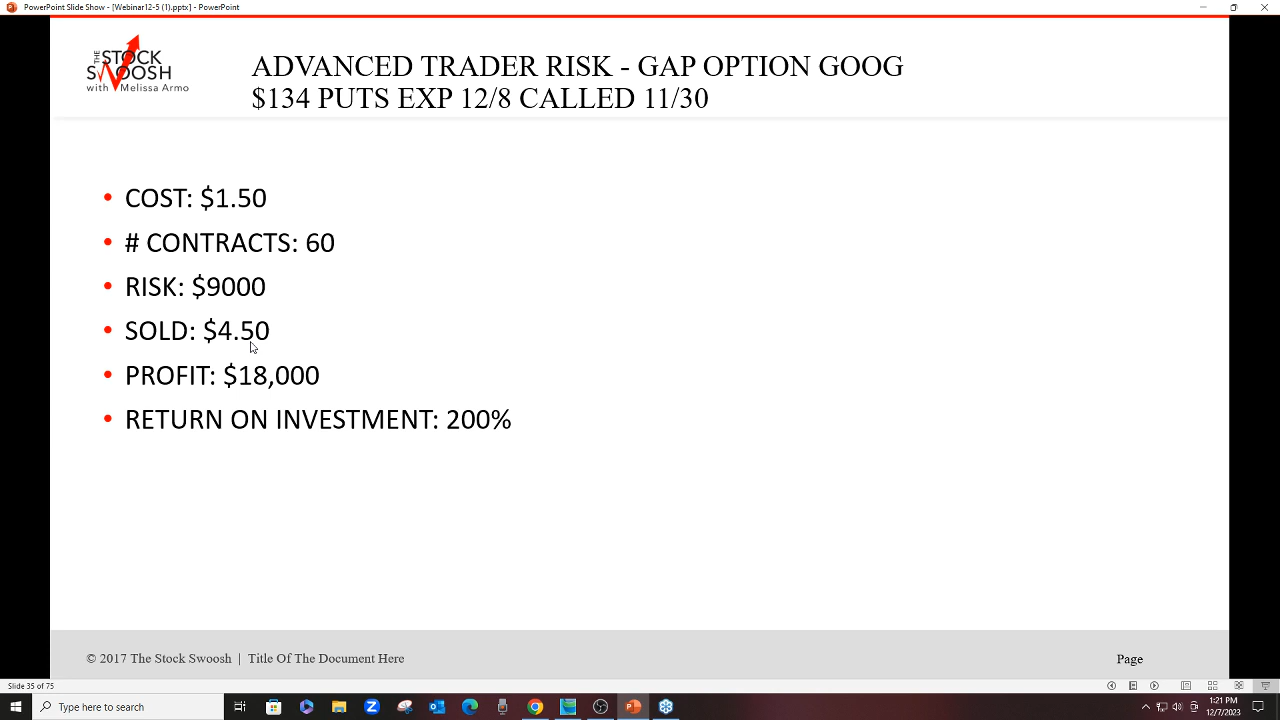 PowerPoint Slide Show - [Webinar12-5 (1).pptx] - PowerPoint
THE STOCK
SWOOSH
with Melissa Armo
ADVANCED TRADER RISK - GAP OPTION GOOG
$134 PUTS EXP 12/8 CALLED 11/30
• COST: $1.50
• # CONTRACTS: 60
• RISK: $9000
• SOLD: $4.50
• PROFIT: $18,000
• RETURN ON INVESTMENT: 200%
© 2017 The Stock Swoosh | Title Of The Document Here
Page
Slide 35 of 75
Type here to search
1:21 PM
12/7/2023